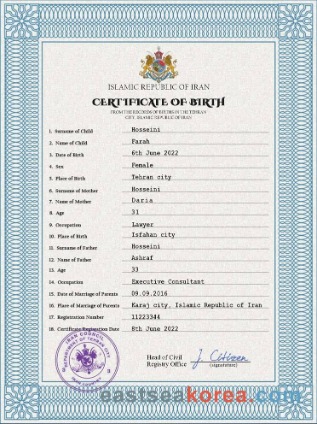 ISLAMIC REPUBLIC OF IRAN
CERTIFICATE OF BIRTH
FROM THE RECORDS OF BIRTHS IN THE TEHRAN
CITY, ISLAMIC REPUBLIC OF IRAN
1. Surname of Child Hosseini
2. Name of Child Farah
3. Date of Birth 6th June 2022
4. Sex Female
5. Place of Birth Tehran city
6. Surname of Mother Hosseini
7. Name of Mother Daria
8. Age 31
9. Occupation Lawyer
10. Place of Birth Isfahan city
11. Surname of Father Hosseini
12. Name of Father Ashraf
13. Age 33
14. Occupation Executive Consultant
15. Date of Marriage of Parents 09.09.2016
16. Place of Marriage of Parents Karaj city, Islamic Republic of Iran
17. Registration Number 11223344
18. Certificate Registration Date 8th June 2022
Head of Civil
Registry Office
J. Citizen
(signature)
eastseakorea.com